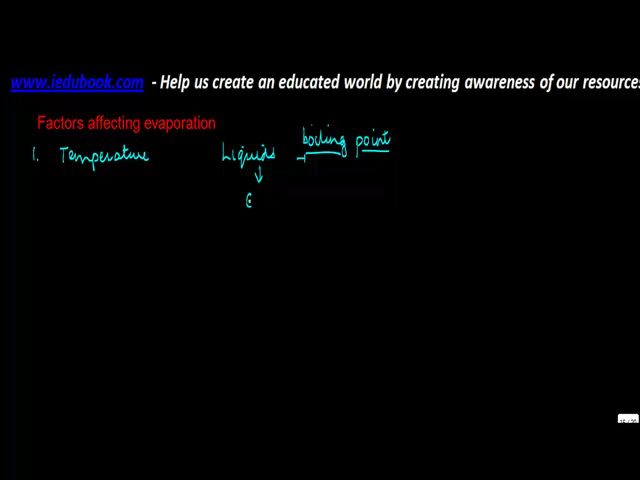 www.iedubook.com - Help us create an educated world by creating awareness of our resources
Factors affecting evaporation
1. Temperature Liquids boiling point